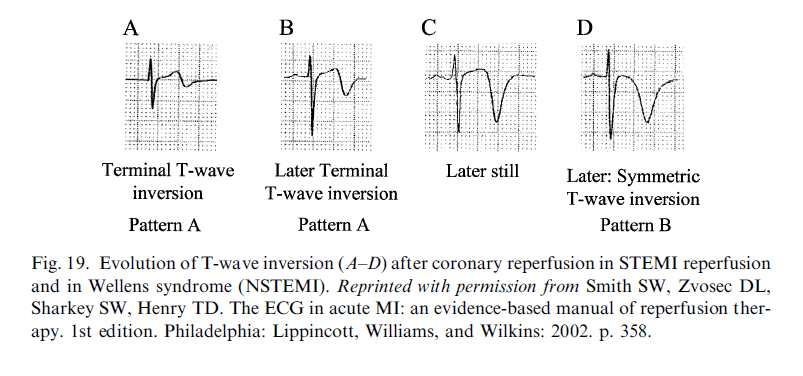 A B C D
Terminal T-wave inversion
Pattern A
Later Terminal T-wave inversion
Pattern A
Later still
Later: Symmetric T-wave inversion
Pattern B
Fig. 19. Evolution of T-wave inversion (A–D) after coronary reperfusion in STEMI reperfusion
and in Wellens syndrome (NSTEMI). Reprinted with permission from Smith SW, Zvosec DL,
Sharkey SW, Henry TD. The ECG in acute MI: an evidence-based manual of reperfusion ther-
apy. 1st edition. Philadelphia: Lippincott, Williams, and Wilkins: 2002. p. 358.